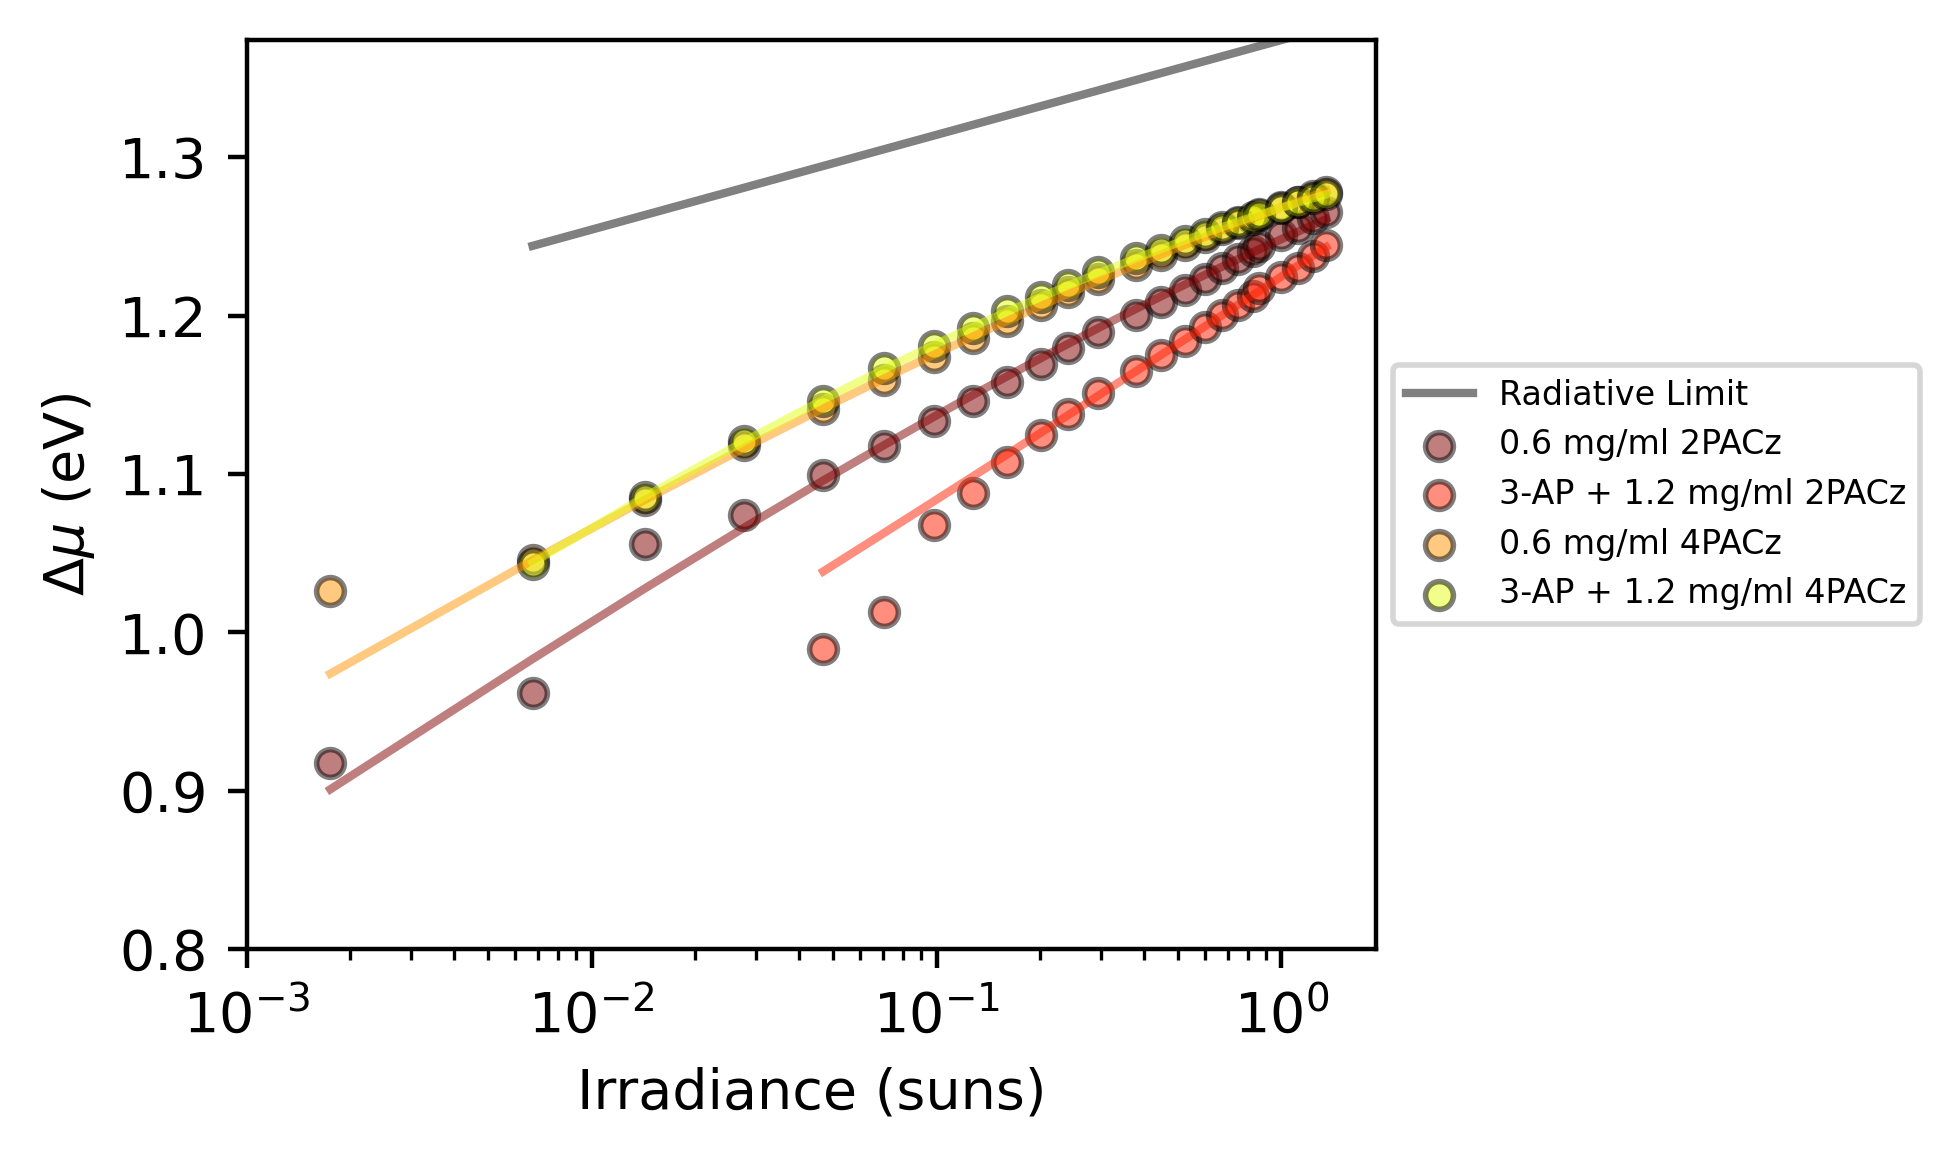 1.3
1.2
1.1
1.0
0.9
0.8
Δμ (eV)
10⁻³ 10⁻² 10⁻¹ 10⁰
Irradiance (suns)
Radiative Limit
0.6 mg/ml 2PACz
3-AP + 1.2 mg/ml 2PACz
0.6 mg/ml 4PACz
3-AP + 1.2 mg/ml 4PACz